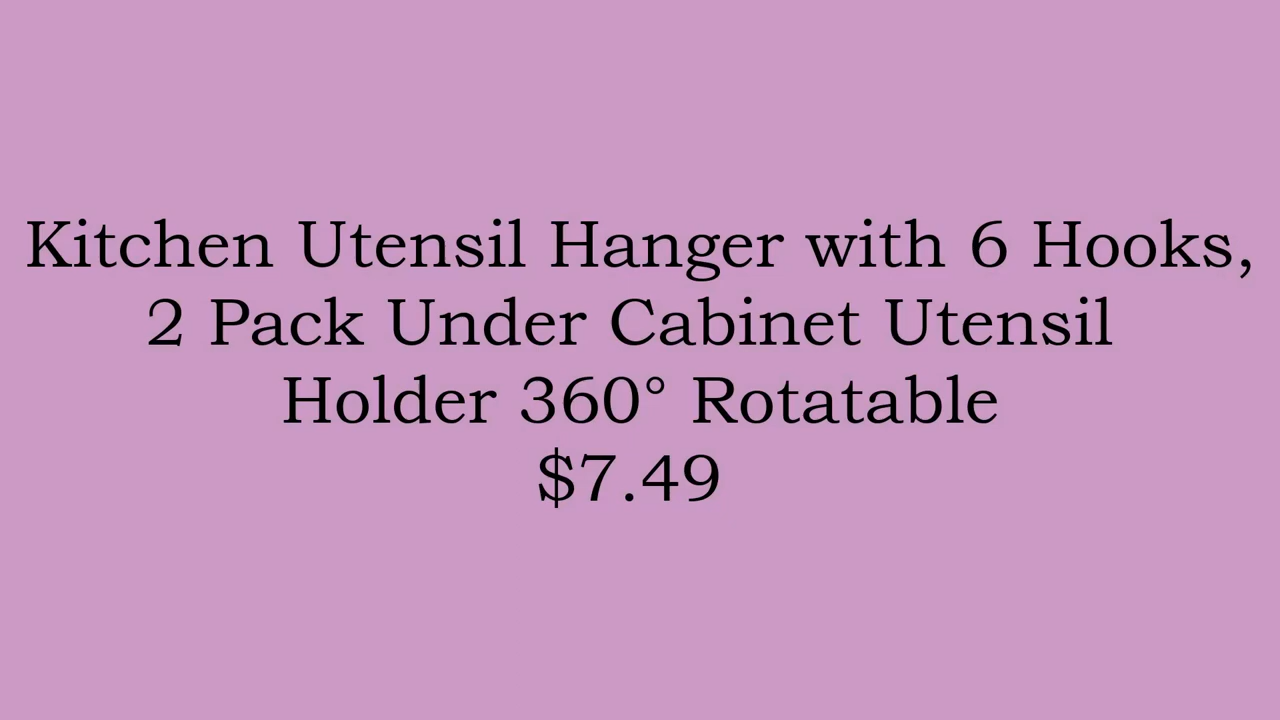 Kitchen Utensil Hanger with 6 Hooks,
2 Pack Under Cabinet Utensil
Holder 360° Rotatable
$7.49